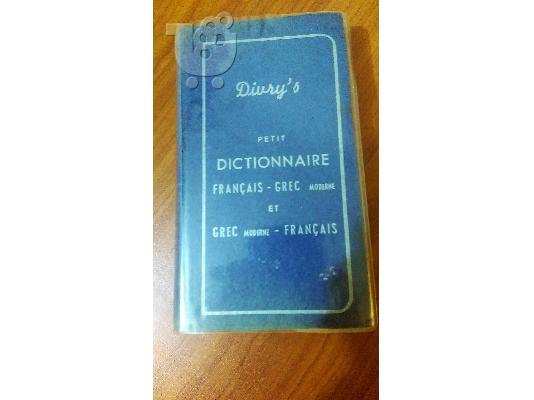 Divry's
PETIT
DICTIONNAIRE
FRANÇAIS - GREC MODERNE
ET
GREC MODERNE - FRANÇAIS